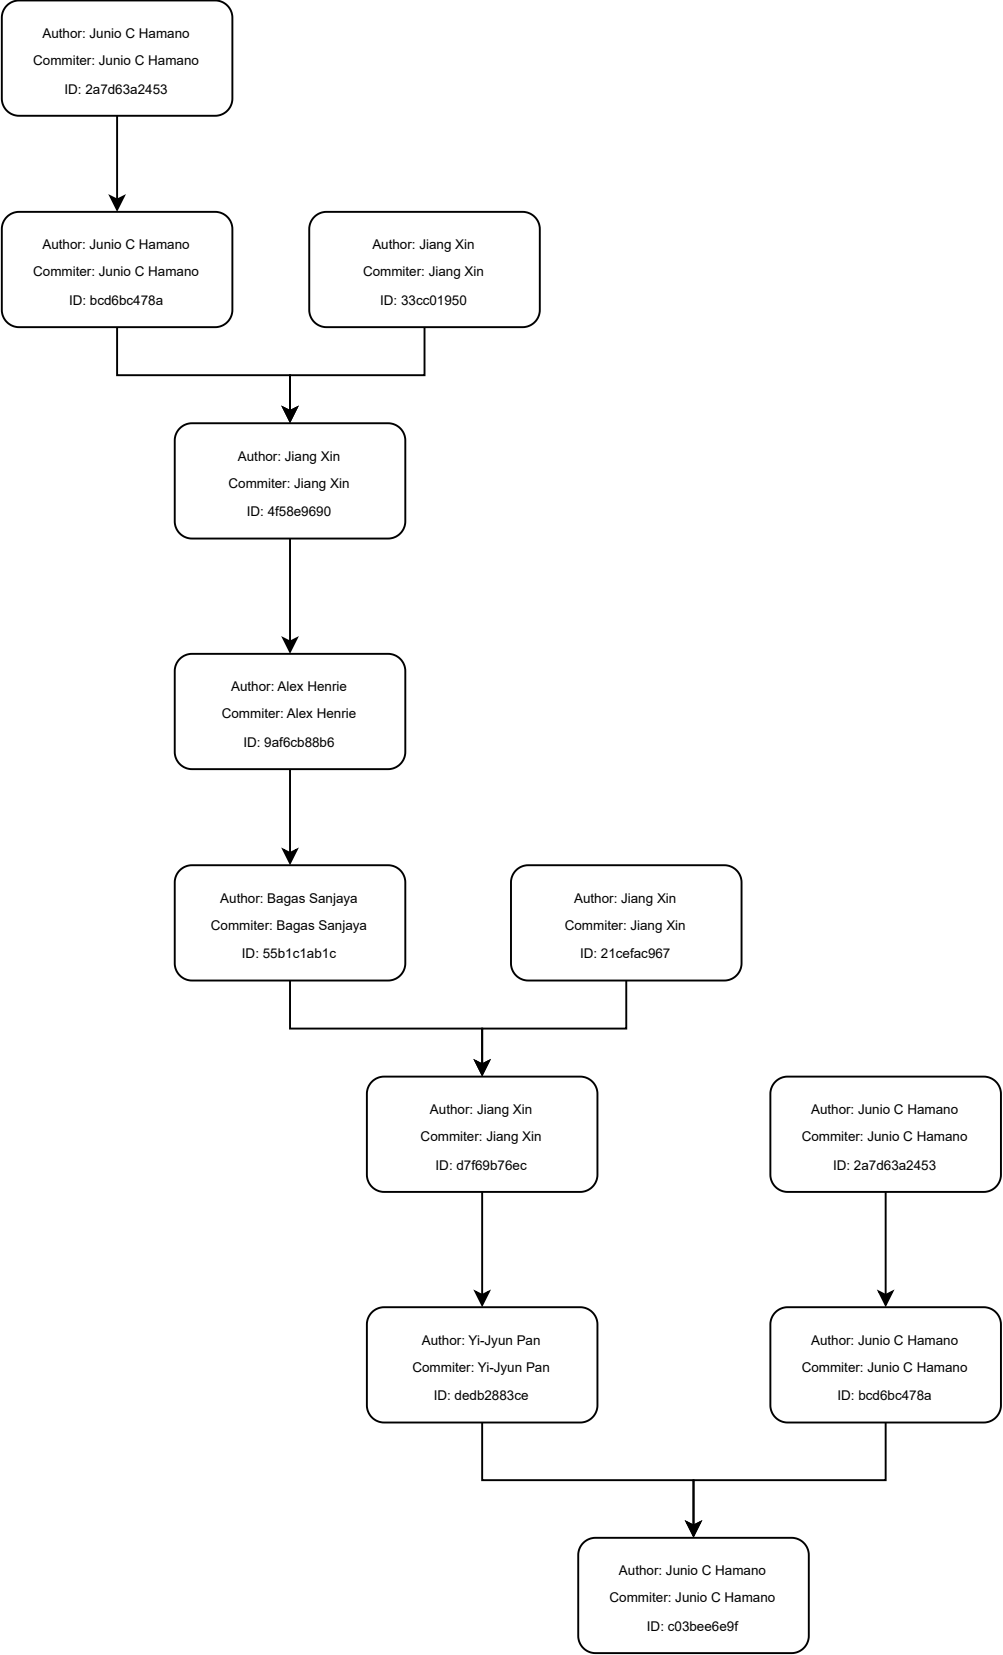 Author: Junio C Hamano
Commiter: Junio C Hamano
ID: 2a7d63a2453
Author: Junio C Hamano
Commiter: Junio C Hamano
ID: bcd6bc478a
Author: Jiang Xin
Commiter: Jiang Xin
ID: 33cc01950
Author: Jiang Xin
Commiter: Jiang Xin
ID: 4f58e9690
Author: Alex Henrie
Commiter: Alex Henrie
ID: 9af6cb88b6
Author: Bagas Sanjaya
Commiter: Bagas Sanjaya
ID: 55b1c1ab1c
Author: Jiang Xin
Commiter: Jiang Xin
ID: 21cefac967
Author: Jiang Xin
Commiter: Jiang Xin
ID: d7f69b76ec
Author: Junio C Hamano
Commiter: Junio C Hamano
ID: 2a7d63a2453
Author: Yi-Jyun Pan
Commiter: Yi-Jyun Pan
ID: dedb2883ce
Author: Junio C Hamano
Commiter: Junio C Hamano
ID: bcd6bc478a
Author: Junio C Hamano
Commiter: Junio C Hamano
ID: c03bee6e9f